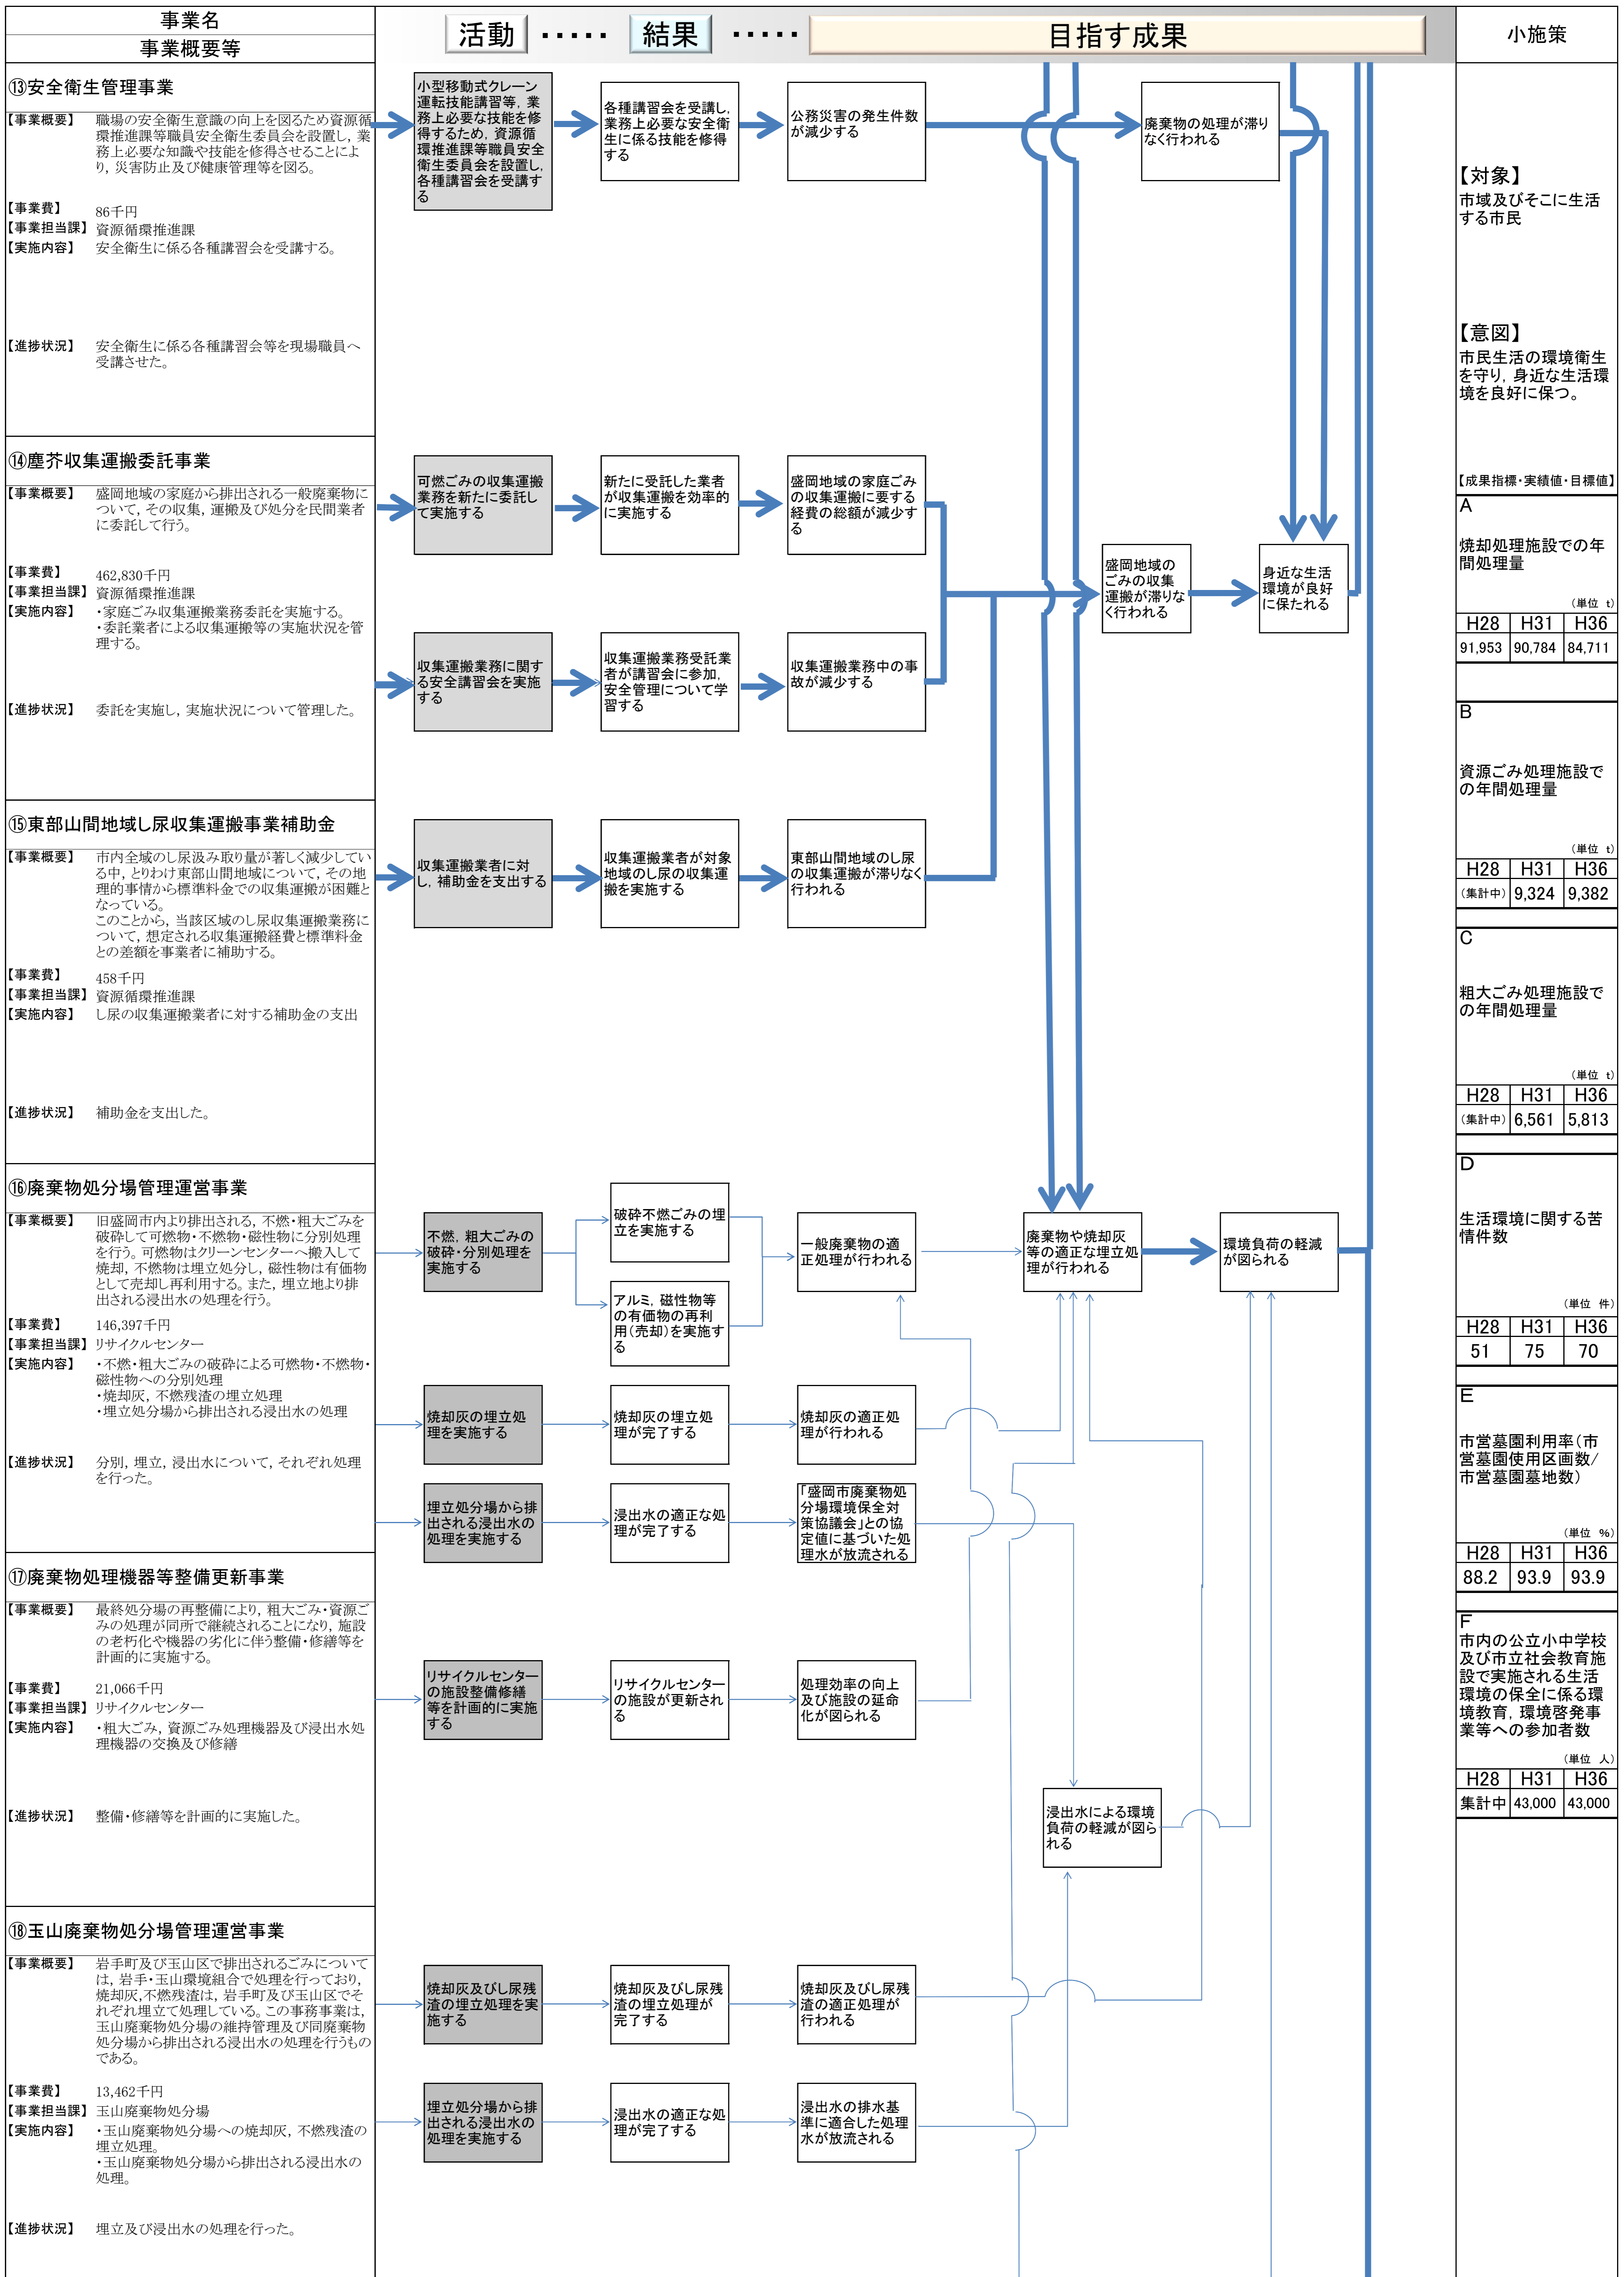 事業名
事業概要等
活動 ・・・・・ 結果 ・・・・・ 目指す成果
小施策
⑬安全衛生管理事業
【事業概要】 職場の安全衛生意識の向上を図るため資源循
環推進課等職員安全衛生委員会を設置し,業
務上必要な知識や技能を修得させることによ
り,災害防止及び健康管理等を図る。
【事業費】 86千円
【事業担当課】 資源循環推進課
【実施内容】 安全衛生に係る各種講習会を受講する。
【進捗状況】 安全衛生に係る各種講習会等を現場職員へ
受講させた。
小型移動式クレーン
運転技能講習等,業
務上必要な技能を修
得するため,資源循
環推進課等職員安全
衛生委員会を設置し,
各種講習会を受講す
る
各種講習会を受講し,
業務上必要な安全衛
生に係る技能を修得
する
公務災害の発生件数
が減少する
廃棄物の処理が滞り
なく行われる
⑭塵芥収集運搬委託事業
【事業概要】 盛岡地域の家庭から排出される一般廃棄物に
ついて,その収集,運搬及び処分を民間業者
に委託して行う。
【事業費】 462,830千円
【事業担当課】 資源循環推進課
【実施内容】 ・家庭ごみ収集運搬業務委託を実施する。
・委託業者による収集運搬等の実施状況を管
理する。
【進捗状況】 委託を実施し,実施状況について管理した。
可燃ごみの収集運搬
業務を新たに委託し
て実施する
新たに受託した業者
が収集運搬を効率的
に実施する
盛岡地域の家庭ごみ
の収集運搬に要する
経費の総額が減少す
る
収集運搬業務に関す
る安全講習会を実施
する
収集運搬業務受託業
者が講習会に参加,
安全管理について学
習する
収集運搬業務中の事
故が減少する
盛岡地域の
ごみの収集
運搬が滞りな
く行われる
身近な生活
環境が良好
に保たれる
⑮東部山間地域し尿収集運搬事業補助金
【事業概要】 市内全域のし尿汲み取り量が著しく減少してい
る中,とりわけ東部山間地域について,その地
理的事情から標準料金での収集運搬が困難と
なっている。
このことから,当該区域のし尿収集運搬業務に
ついて,想定される収集運搬経費と標準料金
との差額を事業者に補助する。
【事業費】 458千円
【事業担当課】 資源循環推進課
【実施内容】 し尿の収集運搬業者に対する補助金の支出
【進捗状況】 補助金を支出した。
収集運搬業者に対
し,補助金を支出する
収集運搬業者が対象
地域のし尿の収集運
搬を実施する
東部山間地域のし尿
の収集運搬が滞りなく
行われる
⑯廃棄物処分場管理運営事業
【事業概要】 旧盛岡市内より排出される,不燃・粗大ごみを
破砕して可燃物・不燃物・磁性物に分別処理
を行う。可燃物はクリーンセンターへ搬入して
焼却,不燃物は埋立処分し,磁性物は有価物
として売却し再利用する。また,埋立地より排
出される浸出水の処理を行う。
【事業費】 146,397千円
【事業担当課】 リサイクルセンター
【実施内容】 ・不燃・粗大ごみの破砕による可燃物・不燃物・
磁性物への分別処理
・焼却灰,不燃残渣の埋立処理
・埋立処分場から排出される浸出水の処理
【進捗状況】 分別,埋立,浸出水について,それぞれ処理
を行った。
不燃,粗大ごみの
破砕・分別処理を
実施する
破砕不燃ごみの埋
立を実施する
アルミ,磁性物等
の有価物の再利
用(売却)を実施す
る
一般廃棄物の適
正処理が行われる
廃棄物や焼却灰
等の適正な埋立処
理が行われる
環境負荷の軽減
が図られる
焼却灰の埋立処
理を実施する
焼却灰の埋立処
理が完了する
焼却灰の適正処
理が行われる
埋立処分場から排
出される浸出水の
処理を実施する
浸出水の適正な処
理が完了する
「盛岡市廃棄物処
分場環境保全対
策協議会」との協
定値に基づいた処
理水が放流される
⑰廃棄物処理機器等整備更新事業
【事業概要】 最終処分場の再整備により,粗大ごみ・資源ご
みの処理が同所で継続されることになり,施設
の老朽化や機器の劣化に伴う整備・修繕等を
計画的に実施する。
【事業費】 21,066千円
【事業担当課】 リサイクルセンター
【実施内容】 ・粗大ごみ,資源ごみ処理機器及び浸出水処
理機器の交換及び修繕
【進捗状況】 整備・修繕等を計画的に実施した。
リサイクルセンター
の施設整備修繕
等を計画的に実施
する
リサイクルセンター
の施設が更新され
る
処理効率の向上
及び施設の延命
化が図られる
浸出水による環境
負荷の軽減が図ら
れる
⑱玉山廃棄物処分場管理運営事業
【事業概要】 岩手町及び玉山区で排出されるごみについて
は,岩手・玉山環境組合で処理を行っており,
焼却灰,不燃残渣は,岩手町及び玉山区でそ
れぞれ埋立て処理している。この事務事業は,
玉山廃棄物処分場の維持管理及び同廃棄物
処分場から排出される浸出水の処理を行うもの
である。
【事業費】 13,462千円
【事業担当課】 玉山廃棄物処分場
【実施内容】 ・玉山廃棄物処分場への焼却灰,不燃残渣の
埋立処理。
・玉山廃棄物処分場から排出される浸出水の
処理。
【進捗状況】 埋立及び浸出水の処理を行った。
焼却灰及びし尿残
渣の埋立処理を実
施する
焼却灰及びし尿残
渣の埋立処理が
完了する
焼却灰及びし尿残
渣の適正処理が
行われる
埋立処分場から排
出される浸出水の
処理を実施する
浸出水の適正な処
理が完了する
浸出水の排水基
準に適合した処理
水が放流される
【対象】
市域及びそこに生活
する市民
【意図】
市民生活の環境衛生
を守り,身近な生活環
境を良好に保つ。
【成果指標・実績値・目標値】
A
焼却処理施設での年
間処理量
(単位 t)
H28 H31 H36
91,953 90,784 84,711
B
資源ごみ処理施設で
の年間処理量
(単位 t)
H28 H31 H36
(集計中) 9,324 9,382
C
粗大ごみ処理施設で
の年間処理量
(単位 t)
H28 H31 H36
(集計中) 6,561 5,813
D
生活環境に関する苦
情件数
(単位 件)
H28 H31 H36
51 75 70
E
市営墓園利用率(市
営墓園使用区画数/
市営墓園墓地数)
(単位 %)
H28 H31 H36
88.2 93.9 93.9
F
市内の公立小中学校
及び市立社会教育施
設で実施される生活
環境の保全に係る環
境教育,環境啓発事
業等への参加者数
(単位 人)
H28 H31 H36
集計中 43,000 43,000